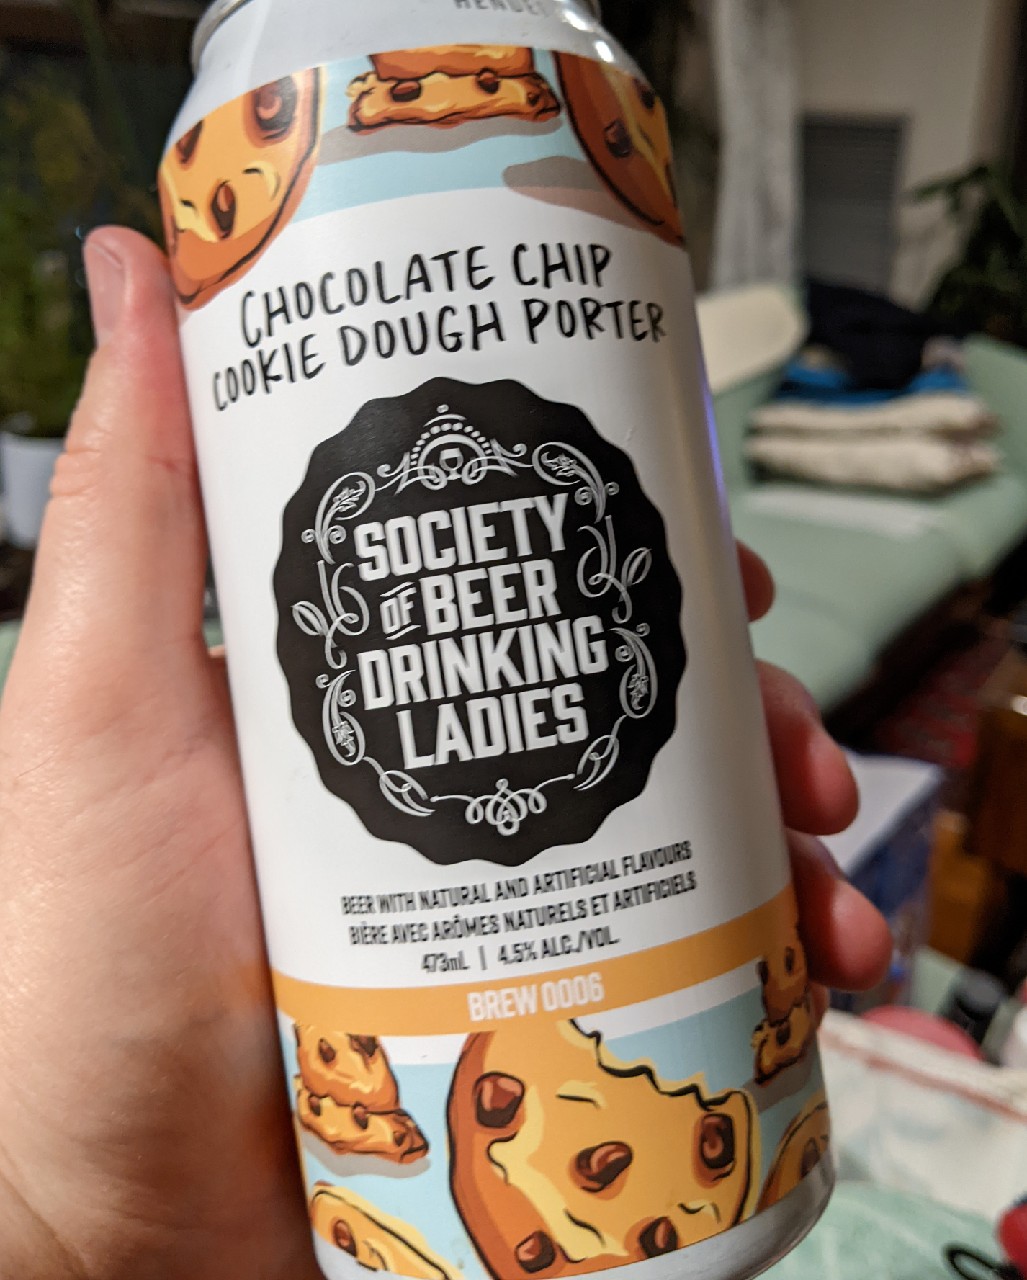 CHOCOLATE CHIP
COOKIE DOUGH PORTER
SOCIETY
OF BEER
DRINKING
LADIES
BEER WITH NATURAL AND ARTIFICIAL FLAVOURS
BIÈRE AVEC ARÔMES NATURELS ET ARTIFICIELS
473mL | 4.5% ALC./VOL.
BREW 0006